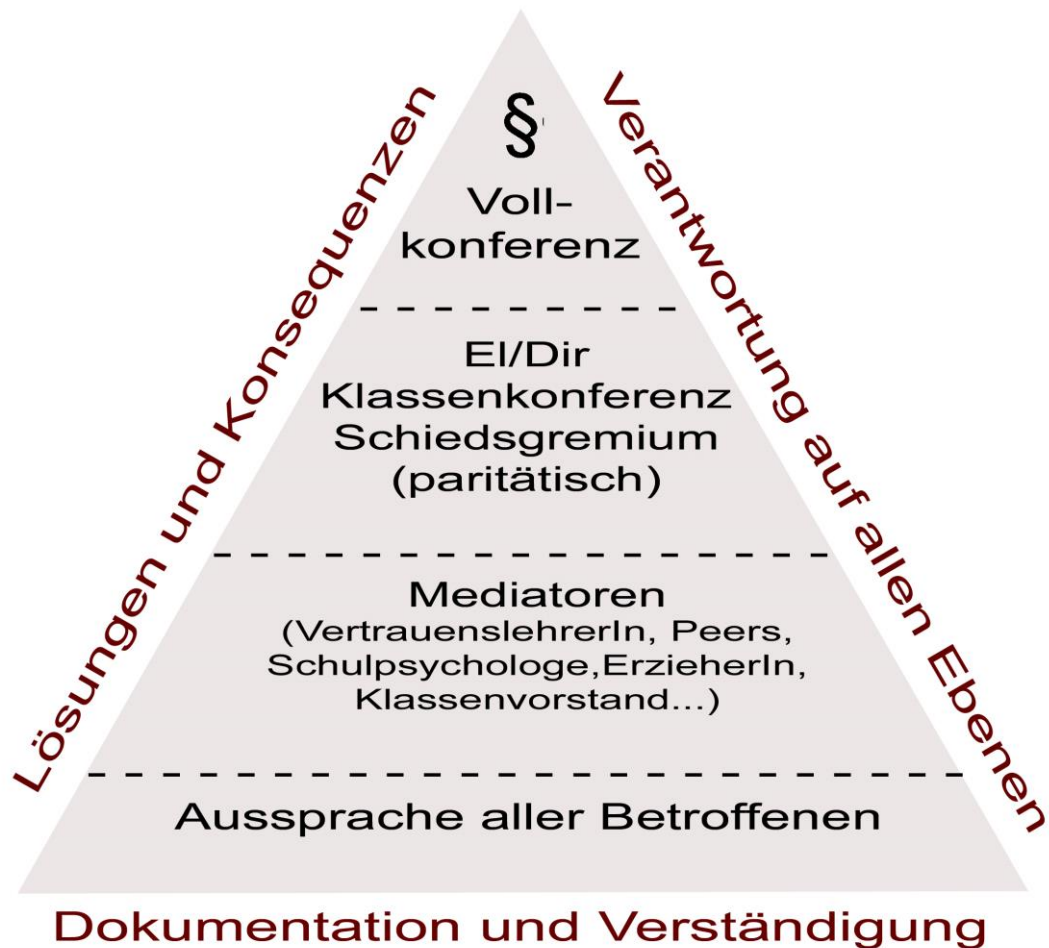 §
Voll-
konferenz
El/Dir
Klassenkonferenz
Schiedsgremium
(paritätisch)
Mediatoren
(VertrauenslehrerIn, Peers,
Schulpsychologe,ErzieherIn,
Klassenvorstand...)
Aussprache aller Betroffenen
Lösungen und Konsequenzen
Verantwortung auf allen Ebenen
Dokumentation und Verständigung